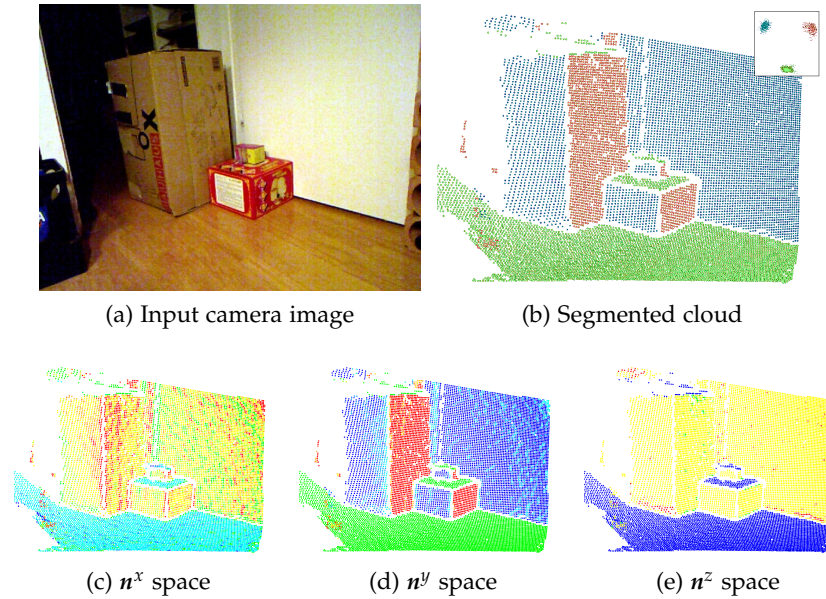 (a) Input camera image
(b) Segmented cloud
(c) n^x space
(d) n^y space
(e) n^z space